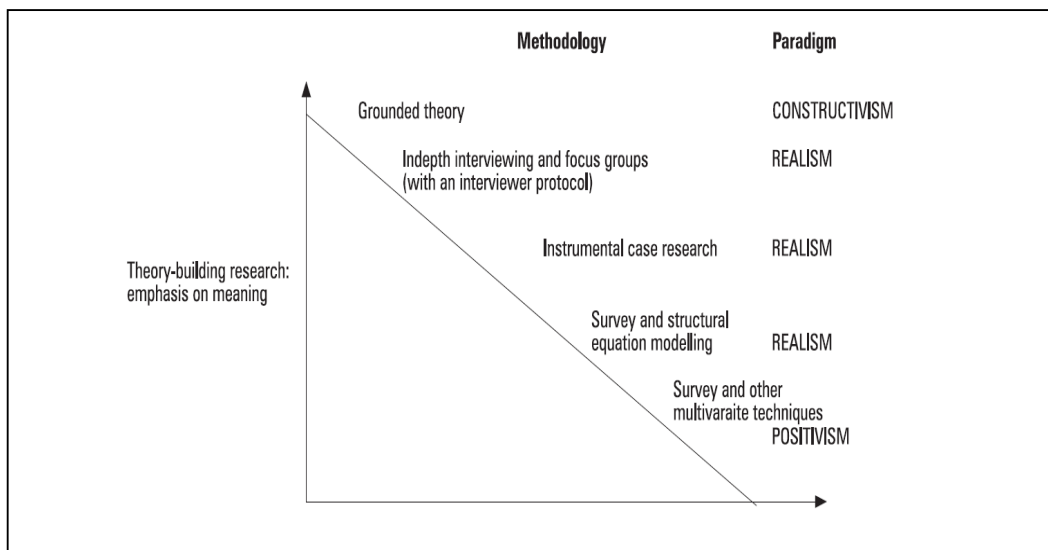 Methodology Paradigm
Grounded theory CONSTRUCTIVISM
Indepth interviewing and focus groups REALISM
(with an interviewer protocol)
Instrumental case research REALISM
Theory-building research:
emphasis on meaning
Survey and structural
equation modelling REALISM
Survey and other
multivaraite techniques
POSITIVISM